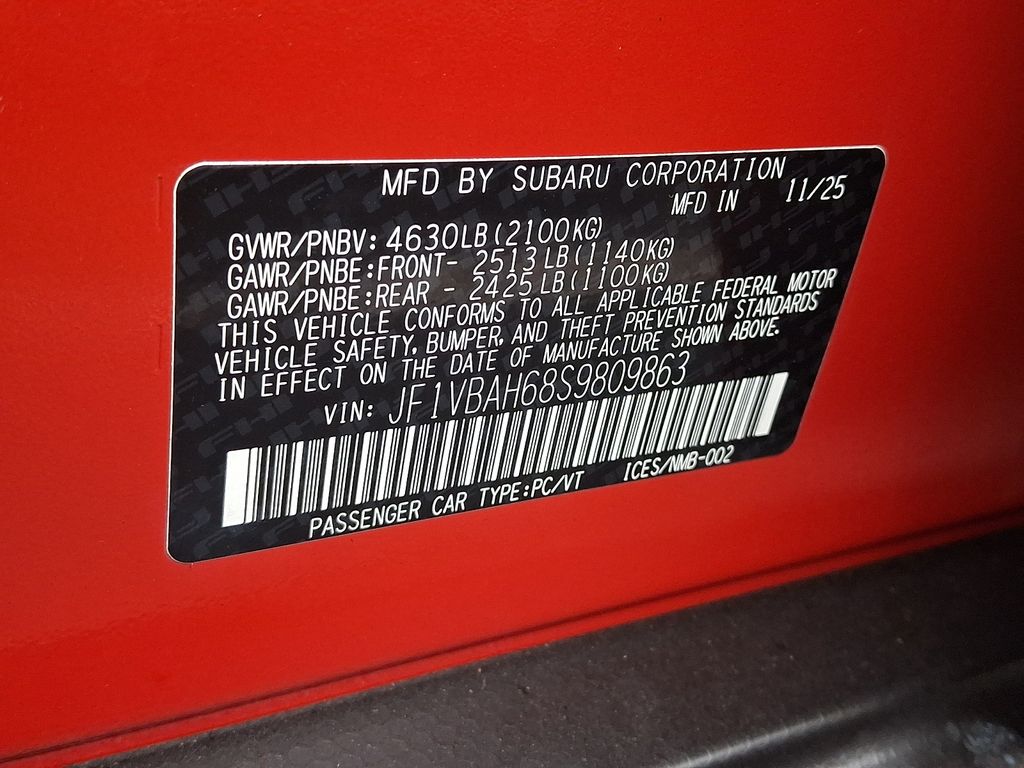 MFD BY SUBARU CORPORATION
MFD IN 11/25
GVWR/PNBV: 4630LB(2100KG)
GAWR/PNBE:FRONT- 2513LB(1140KG)
GAWR/PNBE:REAR - 2425LB(1100KG)
THIS VEHICLE CONFORMS TO ALL APPLICABLE FEDERAL MOTOR
VEHICLE SAFETY, BUMPER, AND THEFT PREVENTION STANDARDS
IN EFFECT ON THE DATE OF MANUFACTURE SHOWN ABOVE.
VIN: JF1VBAH68S9809863
PASSENGER CAR TYPE:PC/VT ICES/NMB-002